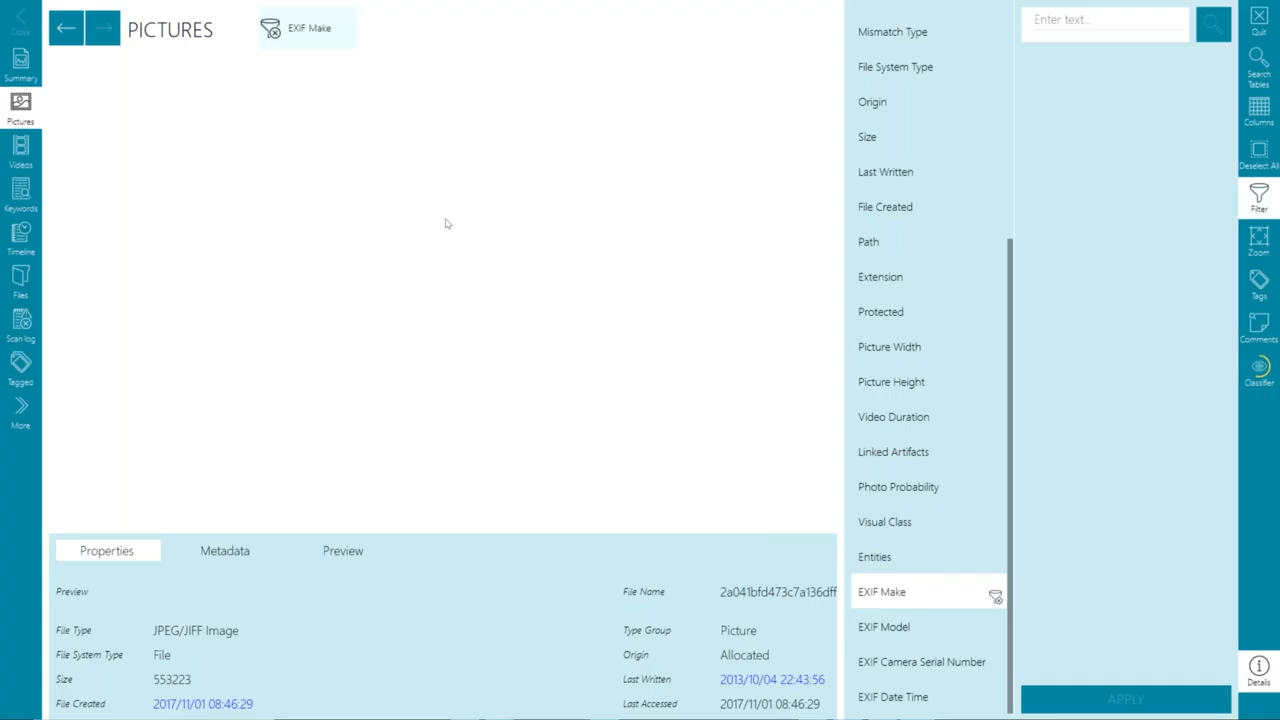 Close
Summary
Pictures
Videos
Keywords
Timeline
Files
Scan log
Tagged
More
PICTURES
EXIF Make
Mismatch Type
File System Type
Origin
Size
Last Written
File Created
Path
Extension
Protected
Picture Width
Picture Height
Video Duration
Linked Artifacts
Photo Probability
Visual Class
Entities
EXIF Make
EXIF Model
EXIF Camera Serial Number
EXIF Date Time
Enter text...
APPLY
Quit
Search
Tables
Columns
Deselect All
Filter
Zoom
Tags
Comments
Classifier
Details
Properties Metadata Preview
Preview
File Name 2a041bfd473c7a136dff
File Type JPEG/JIFF Image
Type Group Picture
File System Type File
Origin Allocated
Size 553223
Last Written 2013/10/04 22:43:56
File Created 2017/11/01 08:46:29
Last Accessed 2017/11/01 08:46:29